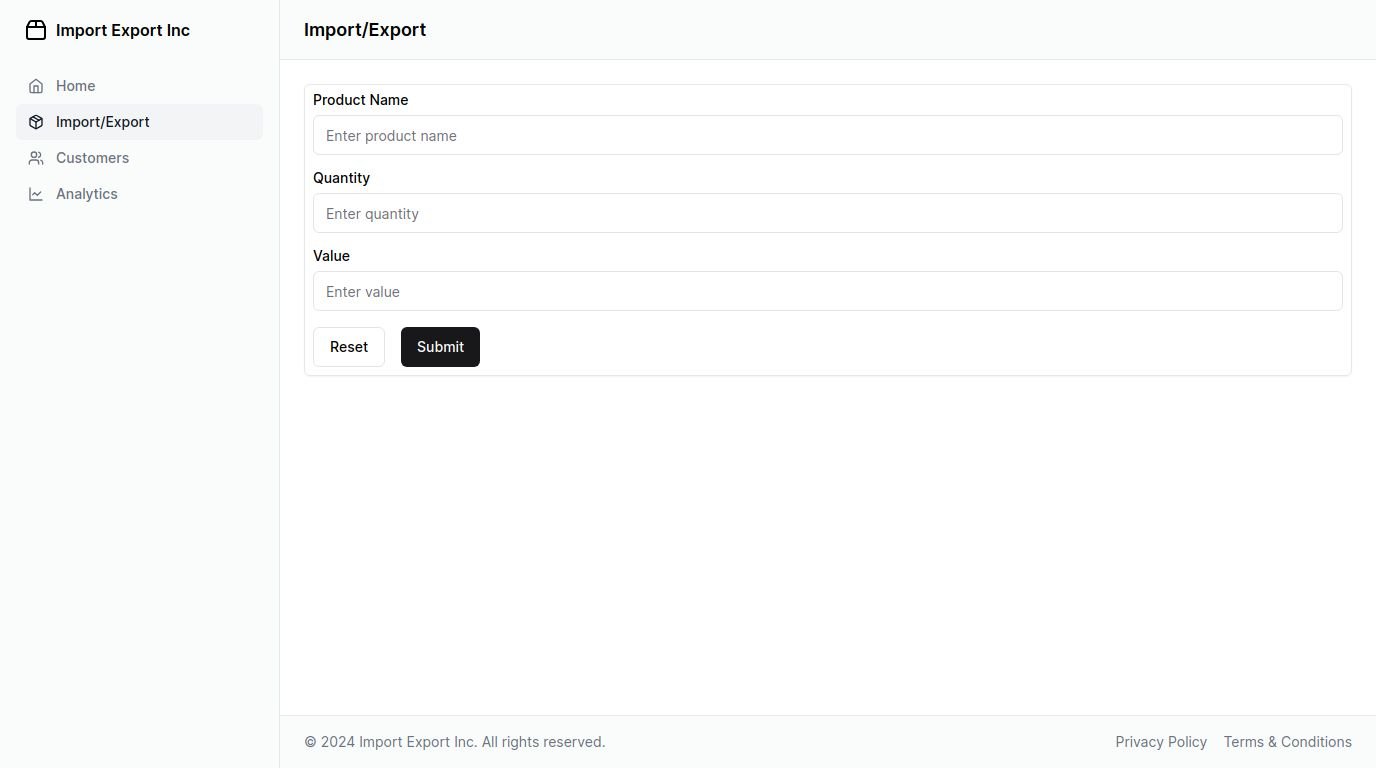 Import Export Inc
Home
Import/Export
Customers
Analytics
Import/Export
Product Name
Enter product name
Quantity
Enter quantity
Value
Enter value
Reset Submit
© 2024 Import Export Inc. All rights reserved.
Privacy Policy Terms & Conditions